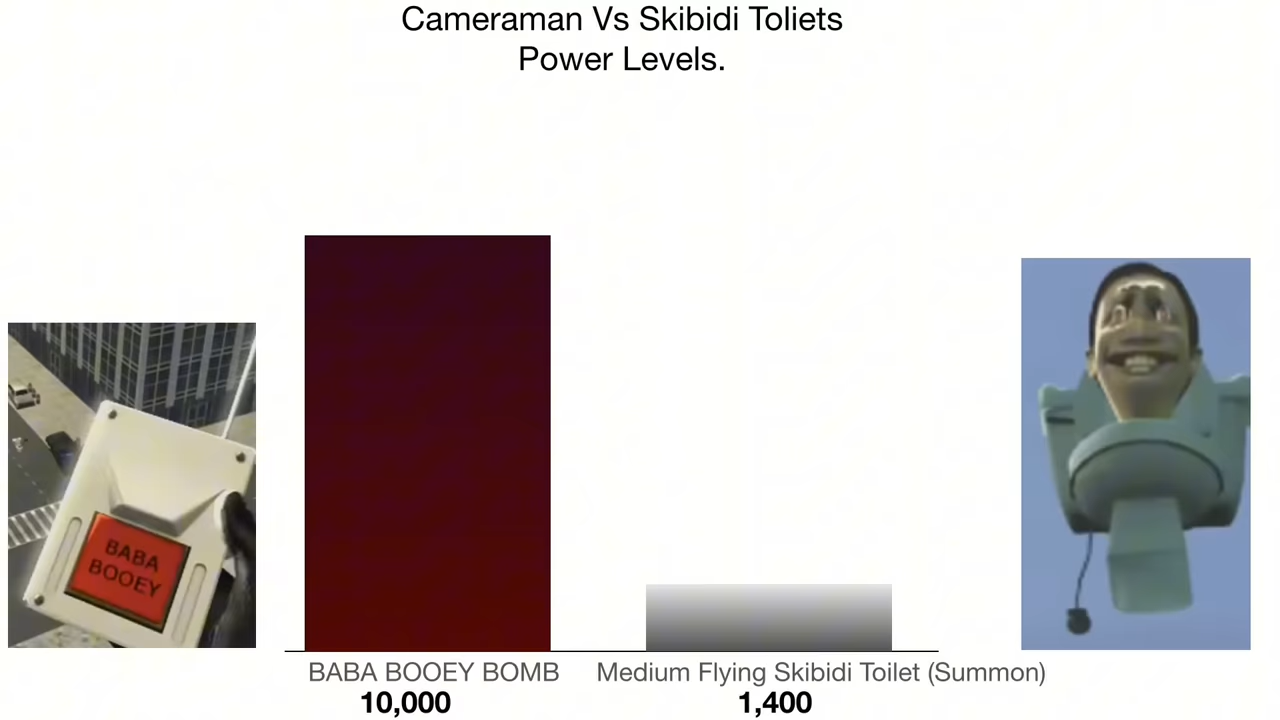 Cameraman Vs Skibidi Toliets
Power Levels.
BABA
BOOEY
BABA BOOEY BOMB
Medium Flying Skibidi Toilet (Summon)
10,000
1,400